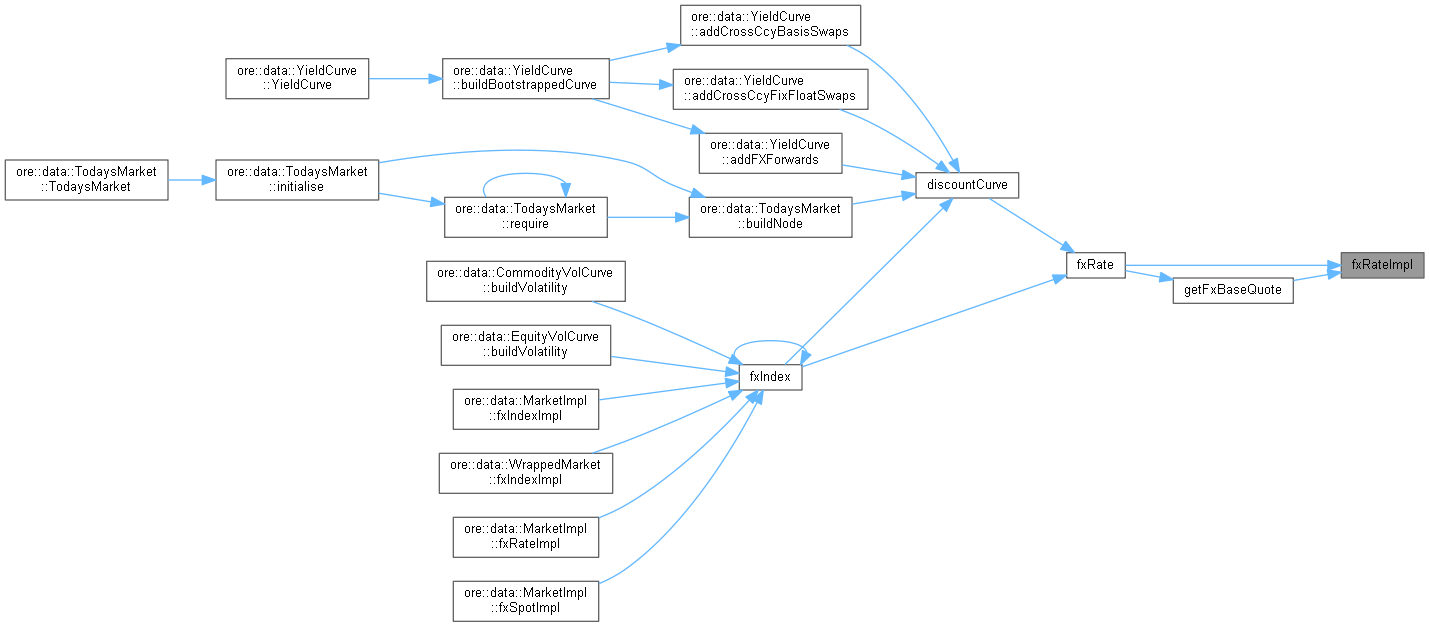 ore::data::YieldCurve
::addCrossCcyBasisSwaps
ore::data::YieldCurve
::YieldCurve
ore::data::YieldCurve
::buildBootstrappedCurve
ore::data::YieldCurve
::addCrossCcyFixFloatSwaps
ore::data::YieldCurve
::addFXForwards
ore::data::TodaysMarket
::TodaysMarket
ore::data::TodaysMarket
::initialise
ore::data::TodaysMarket
::require
ore::data::TodaysMarket
::buildNode
discountCurve
fxRate
fxRateImpl
getFxBaseQuote
ore::data::CommodityVolCurve
::buildVolatility
ore::data::EquityVolCurve
::buildVolatility
fxIndex
ore::data::MarketImpl
::fxIndexImpl
ore::data::WrappedMarket
::fxIndexImpl
ore::data::MarketImpl
::fxRateImpl
ore::data::MarketImpl
::fxSpotImpl